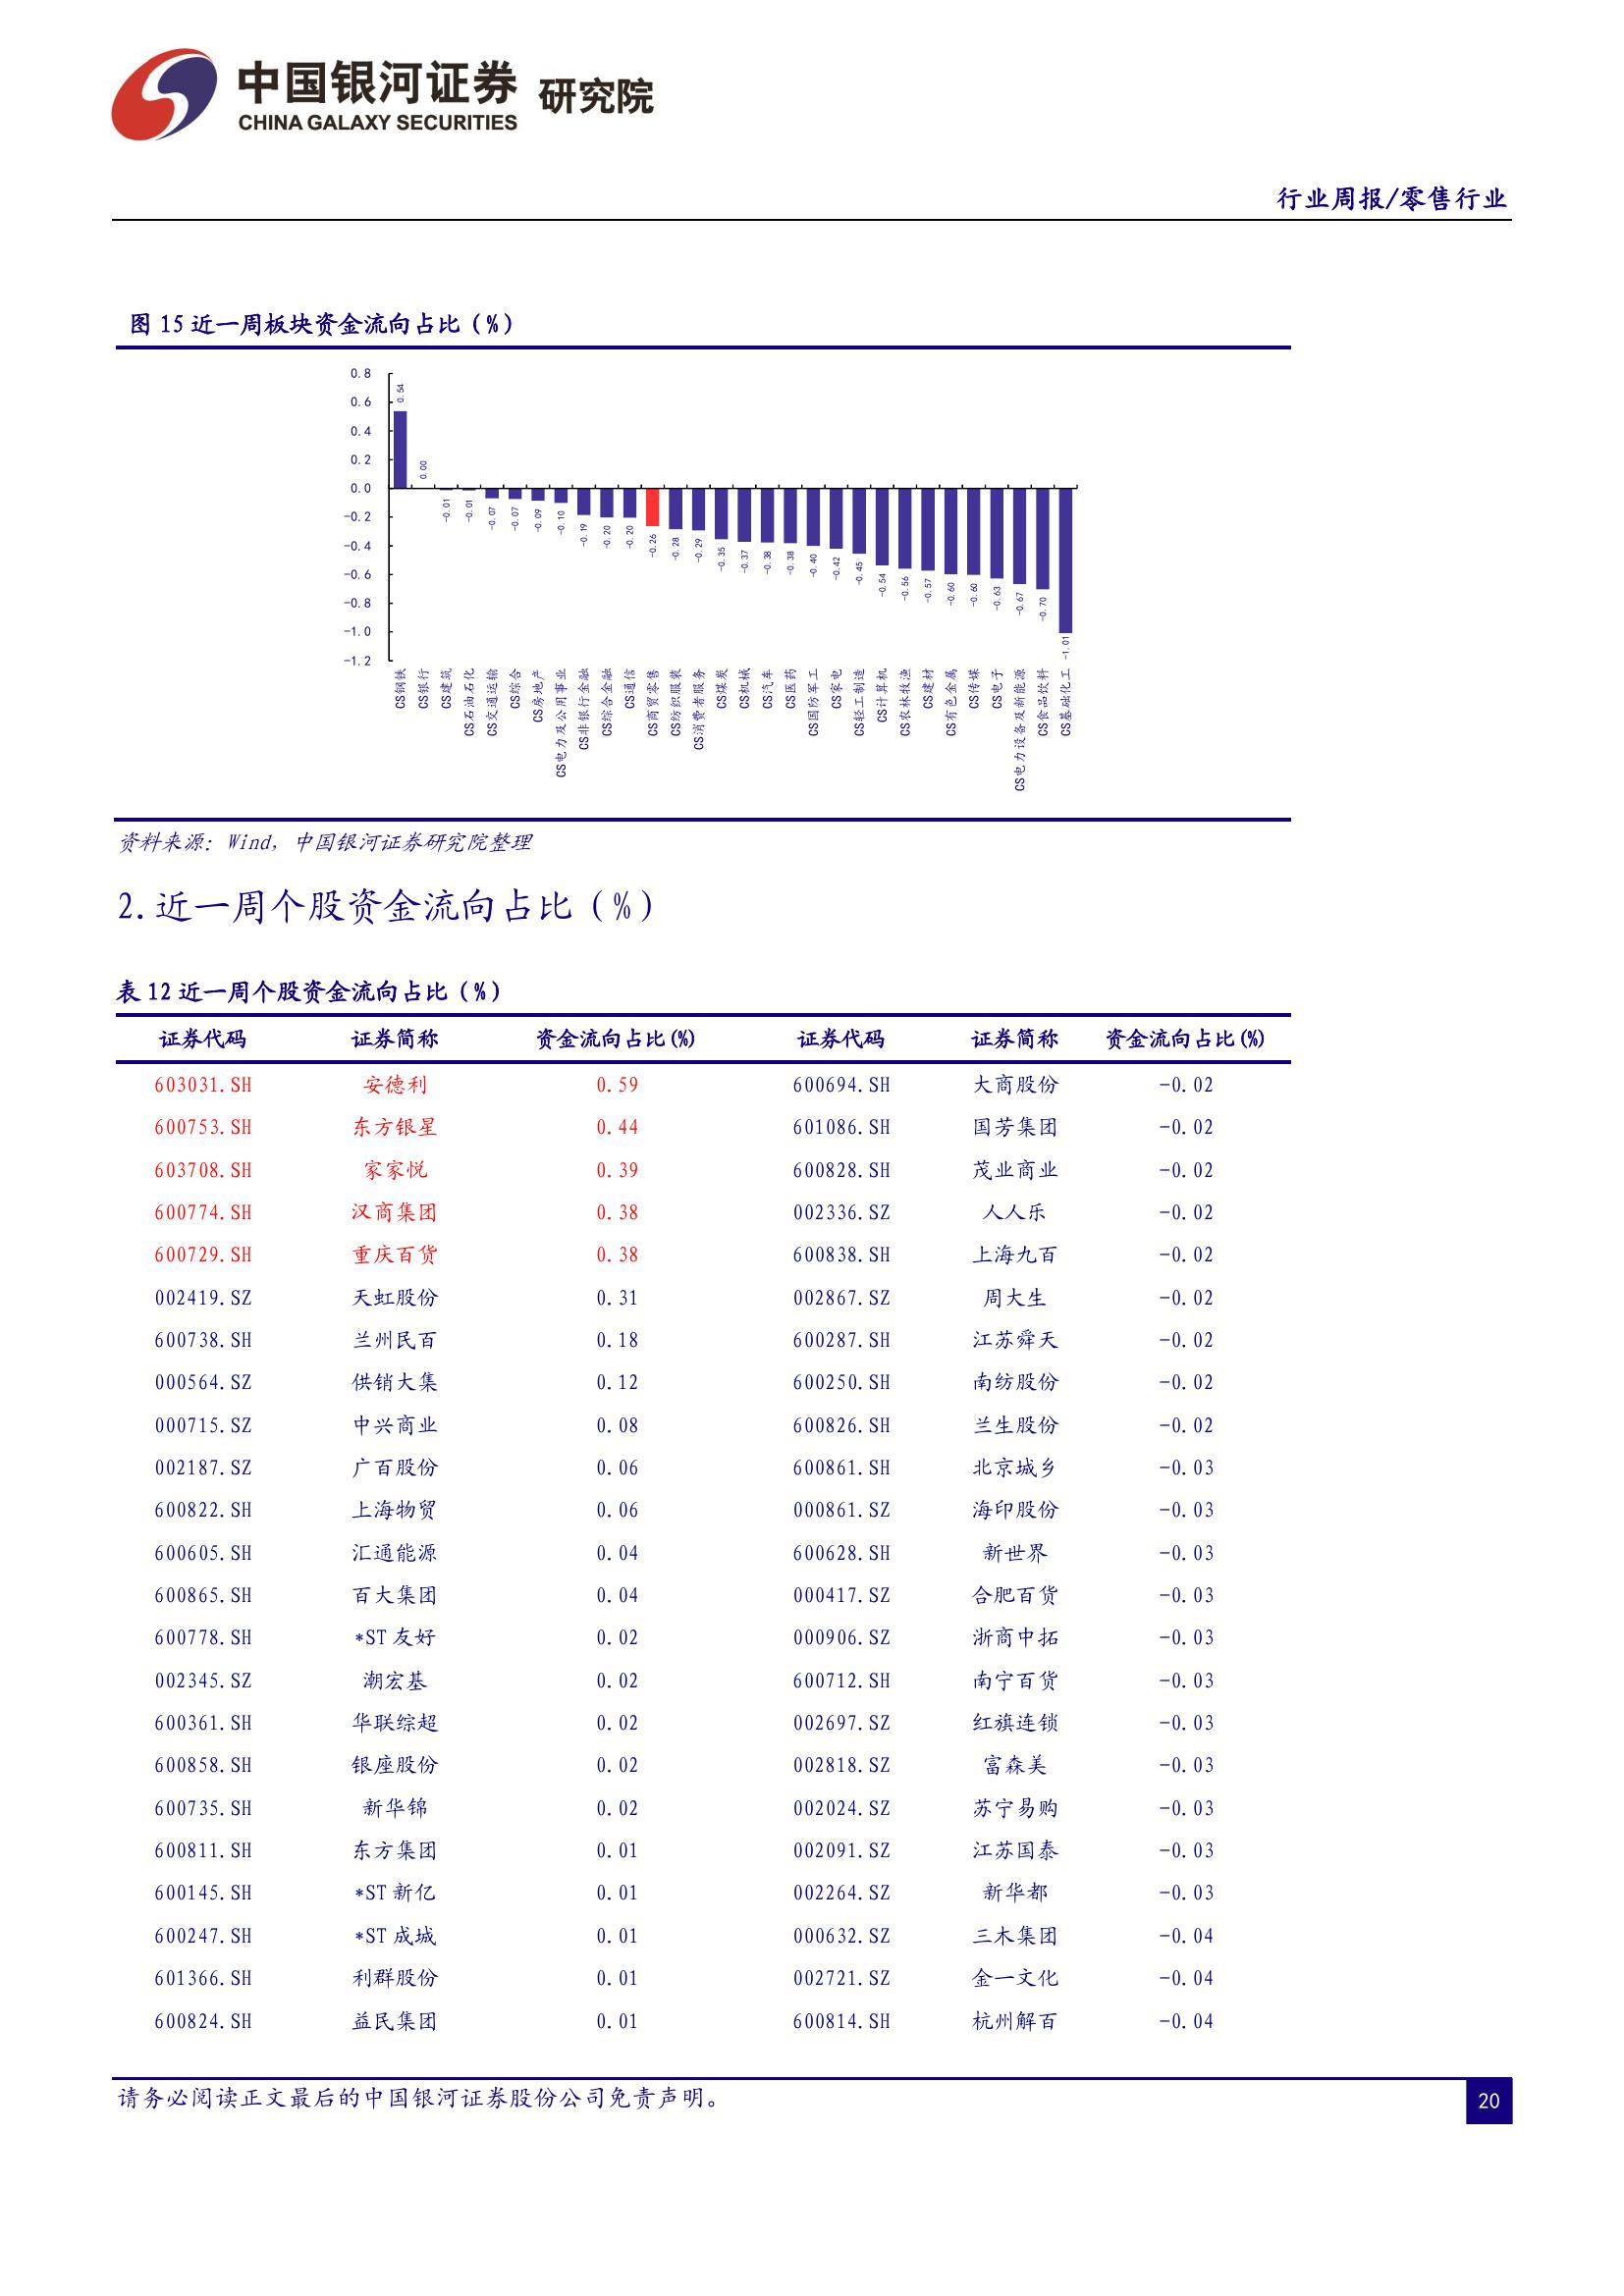 中国银河证券 研究院
CHINA GALAXY SECURITIES
行业周报/零售行业
图 15 近一周板块资金流向占比（%）
0.8
0.6
0.4
0.2
0.0
-0.2
-0.4
-0.6
-0.8
-1.0
-1.2
0.54
0.00
-0.01
-0.01
-0.07
-0.07
-0.09
-0.10
-0.19
-0.20
-0.20
-0.26
-0.28
-0.29
-0.35
-0.37
-0.38
-0.38
-0.40
-0.42
-0.45
-0.54
-0.56
-0.57
-0.60
-0.60
-0.63
-0.67
-0.70
-1.01
CS钢铁
CS银行
CS建筑
CS石油石化
CS交通运输
CS综合
CS房地产
CS电力及公用事业
CS非银行金融
CS综合金融
CS通信
CS商贸零售
CS纺织服装
CS消费者服务
CS煤炭
CS机械
CS汽车
CS医药
CS国防军工
CS家电
CS轻工制造
CS计算机
CS农林牧渔
CS建材
CS有色金属
CS传媒
CS电子
CS电力设备及新能源
CS食品饮料
CS基础化工
资料来源：Wind，中国银河证券研究院整理
2.近一周个股资金流向占比（%）
表 12 近一周个股资金流向占比（%）
证券代码 证券简称 资金流向占比(%) 证券代码 证券简称 资金流向占比(%)
603031.SH 安德利 0.59 600694.SH 大商股份 -0.02
600753.SH 东方银星 0.44 601086.SH 国芳集团 -0.02
603708.SH 家家悦 0.39 600828.SH 茂业商业 -0.02
600774.SH 汉商集团 0.38 002336.SZ 人人乐 -0.02
600729.SH 重庆百货 0.38 600838.SH 上海九百 -0.02
002419.SZ 天虹股份 0.31 002867.SZ 周大生 -0.02
600738.SH 兰州民百 0.18 600287.SH 江苏舜天 -0.02
000564.SZ 供销大集 0.12 600250.SH 南纺股份 -0.02
000715.SZ 中兴商业 0.08 600826.SH 兰生股份 -0.02
002187.SZ 广百股份 0.06 600861.SH 北京城乡 -0.03
600822.SH 上海物贸 0.06 000861.SZ 海印股份 -0.03
600605.SH 汇通能源 0.04 600628.SH 新世界 -0.03
600865.SH 百大集团 0.04 000417.SZ 合肥百货 -0.03
600778.SH *ST 友好 0.02 000906.SZ 浙商中拓 -0.03
002345.SZ 潮宏基 0.02 600712.SH 南宁百货 -0.03
600361.SH 华联综超 0.02 002697.SZ 红旗连锁 -0.03
600858.SH 银座股份 0.02 002818.SZ 富森美 -0.03
600735.SH 新华锦 0.02 002024.SZ 苏宁易购 -0.03
600811.SH 东方集团 0.01 002091.SZ 江苏国泰 -0.03
600145.SH *ST 新亿 0.01 002264.SZ 新华都 -0.03
600247.SH *ST 成城 0.01 000632.SZ 三木集团 -0.04
601366.SH 利群股份 0.01 002721.SZ 金一文化 -0.04
600824.SH 益民集团 0.01 600814.SH 杭州解百 -0.04
请务必阅读正文最后的中国银河证券股份公司免责声明。
20